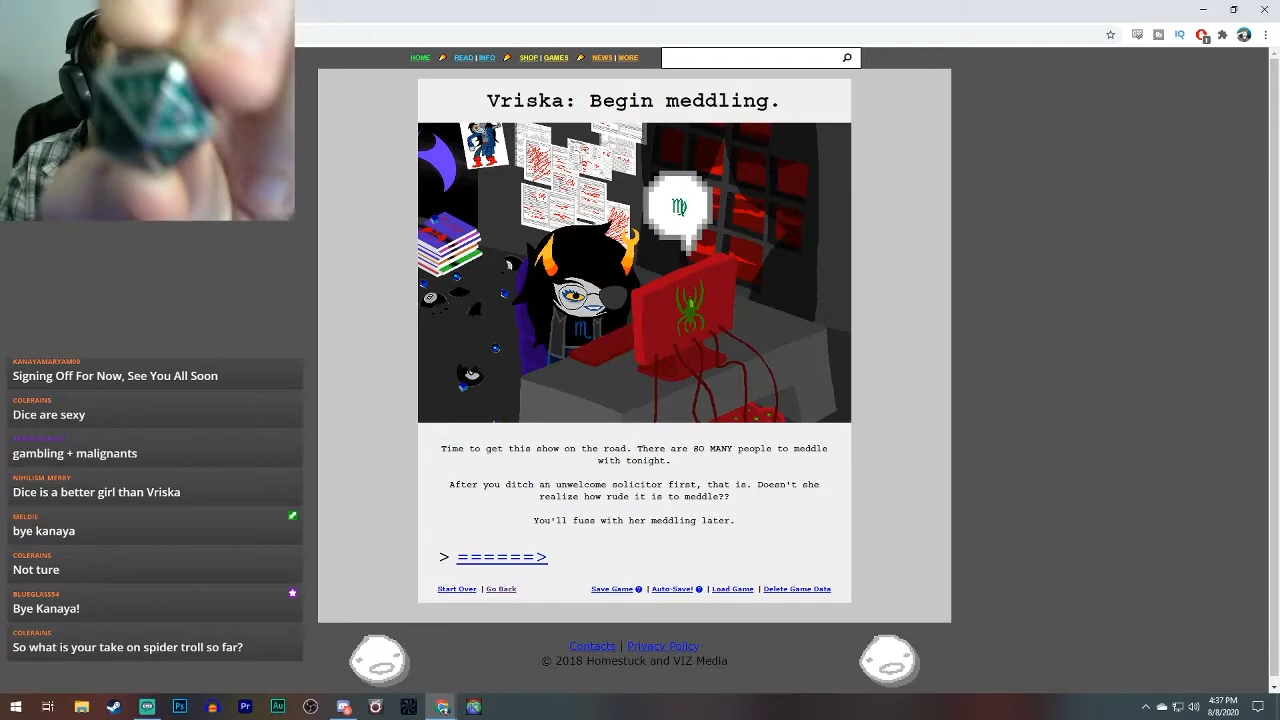 HOME READ | INFO SHOP | GAMES NEWS | MORE
Vriska: Begin meddling.
Time to get this show on the road. There are 8O MANY people to meddle
with tonight.
After you ditch an unwelcome solicitor first, that is. Doesn't she
realize how rude it is to meddle??
You'll fuss with her meddling later.
> ======>
Start Over | Go Back
Save Game ? | Auto-Save! ? | Load Game | Delete Game Data
Contacts | Privacy Policy
© 2018 Homestuck and VIZ Media
KANAYAMARYAM09
Signing Off For Now, See You All Soon
COLERAINS
Dice are sexy
gambling + malignants
NIHILISM_MERRY
Dice is a better girl than Vriska
MELDIE
bye kanaya
COLERAINS
Not ture
BLUEGLASS54
Bye Kanaya!
COLERAINS
So what is your take on spider troll so far?
4:37 PM
8/8/2020